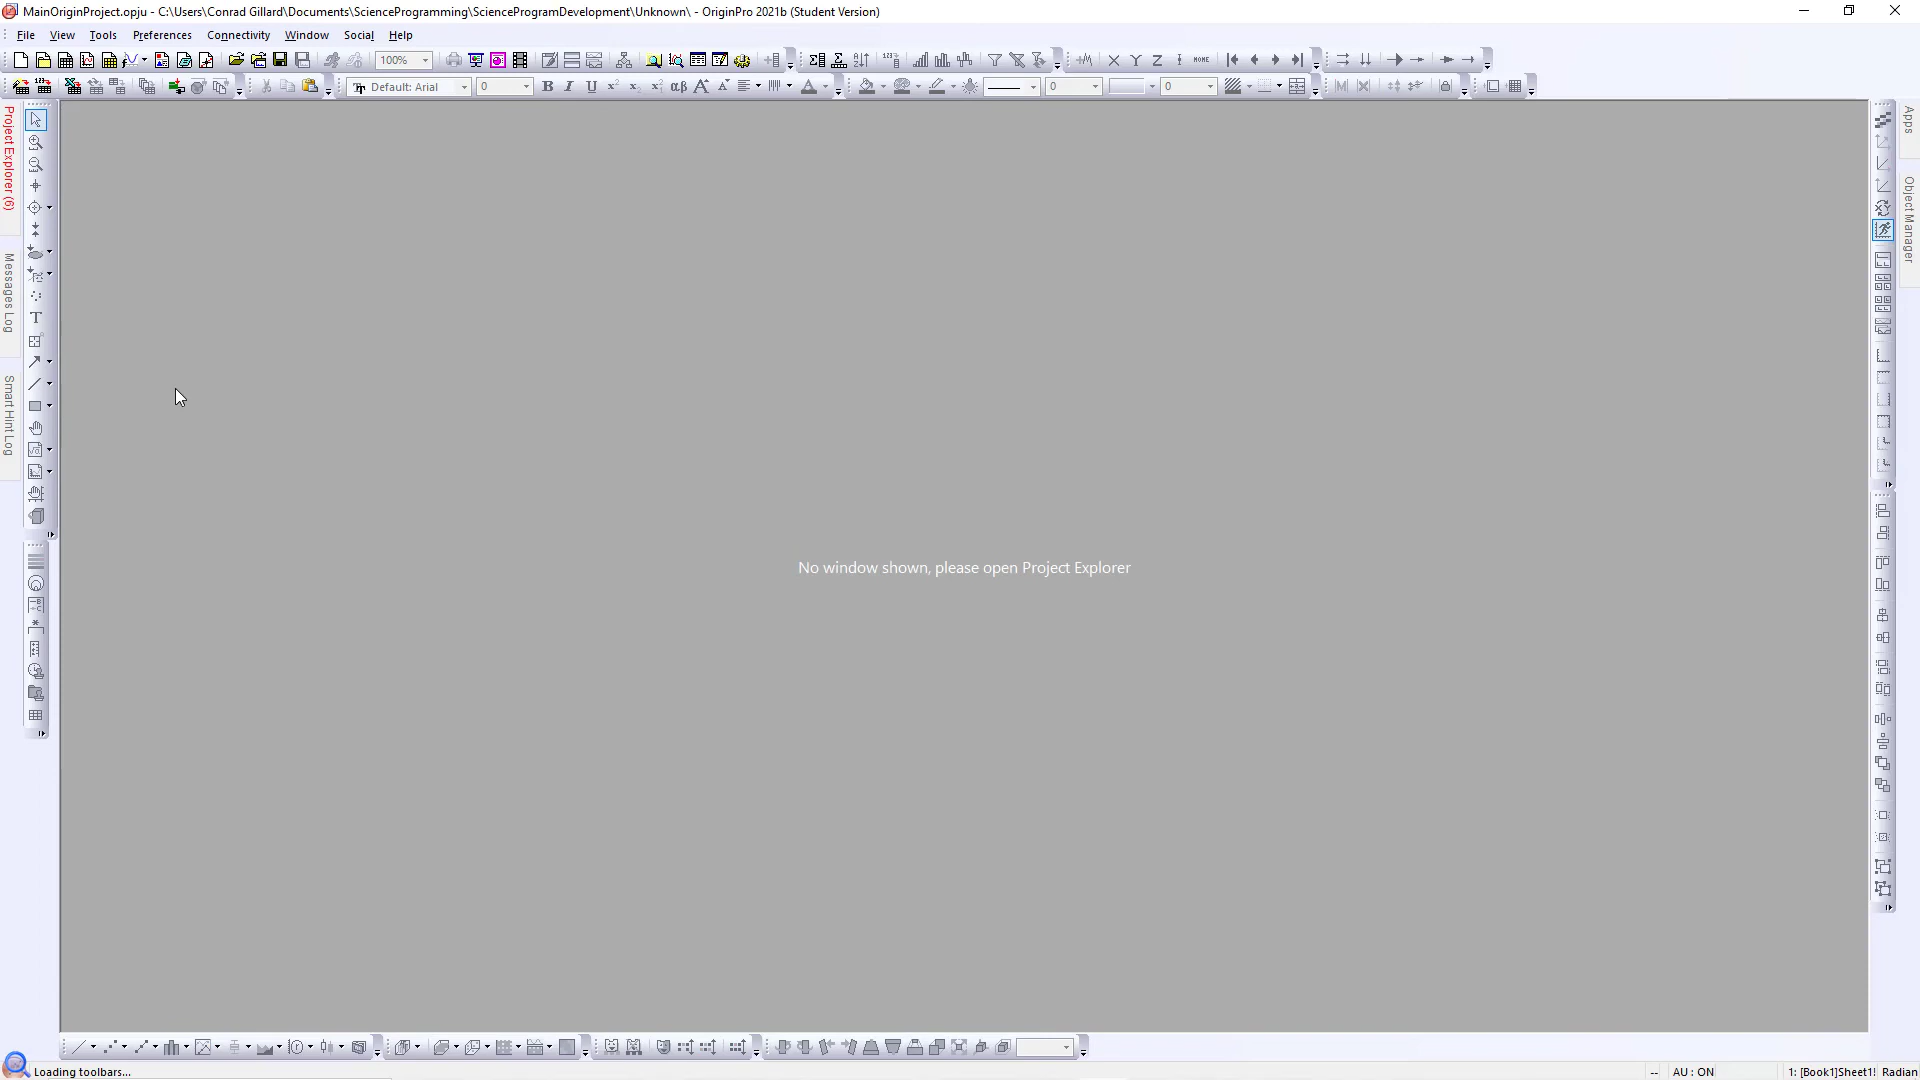 MainOriginProject.opju - C:\Users\Conrad Gillard\Documents\ScienceProgramming\ScienceProgramDevelopment\Unknown\ - OriginPro 2021b (Student Version)
File View Tools Preferences Connectivity Window Social Help
100%
Default: Arial 0 B I U αβ A A A 0 0
Project Explorer (6)
Messages Log
Smart Hint Log
Apps
Object Manager
No window shown, please open Project Explorer
Loading toolbars... -- AU : ON 1: [Book1]Sheet1! Radian